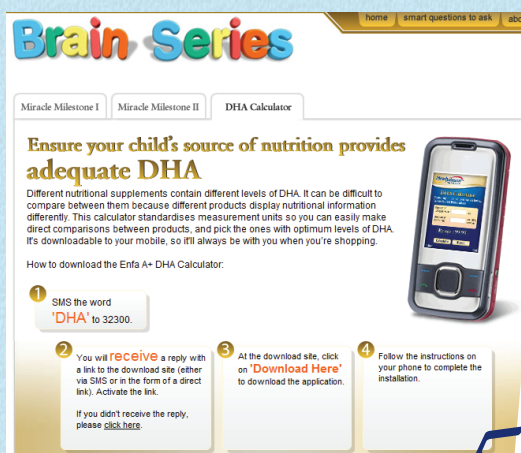 Brain Series
home smart questions to ask
Miracle Milestone I Miracle Milestone II DHA Calculator
Ensure your child's source of nutrition provides
adequate DHA
Different nutritional supplements contain different levels of DHA. It can be difficult to
compare between them because different products display nutritional information
differently. This calculator standardises measurement units so you can easily make
direct comparisons between products, and pick the ones with optimum levels of DHA.
It's downloadable to your mobile, so it'll always be with you when you're shopping.
How to download the Enfa A+ DHA Calculator:
1
SMS the word
'DHA' to 32300.
2
You will receive a reply with
a link to the download site (either
via SMS or in the form of a direct
link). Activate the link.
If you didn't receive the reply,
please click here.
3
At the download site, click
on 'Download Here'
to download the application.
4
Follow the instructions on
your phone to complete the
installation.